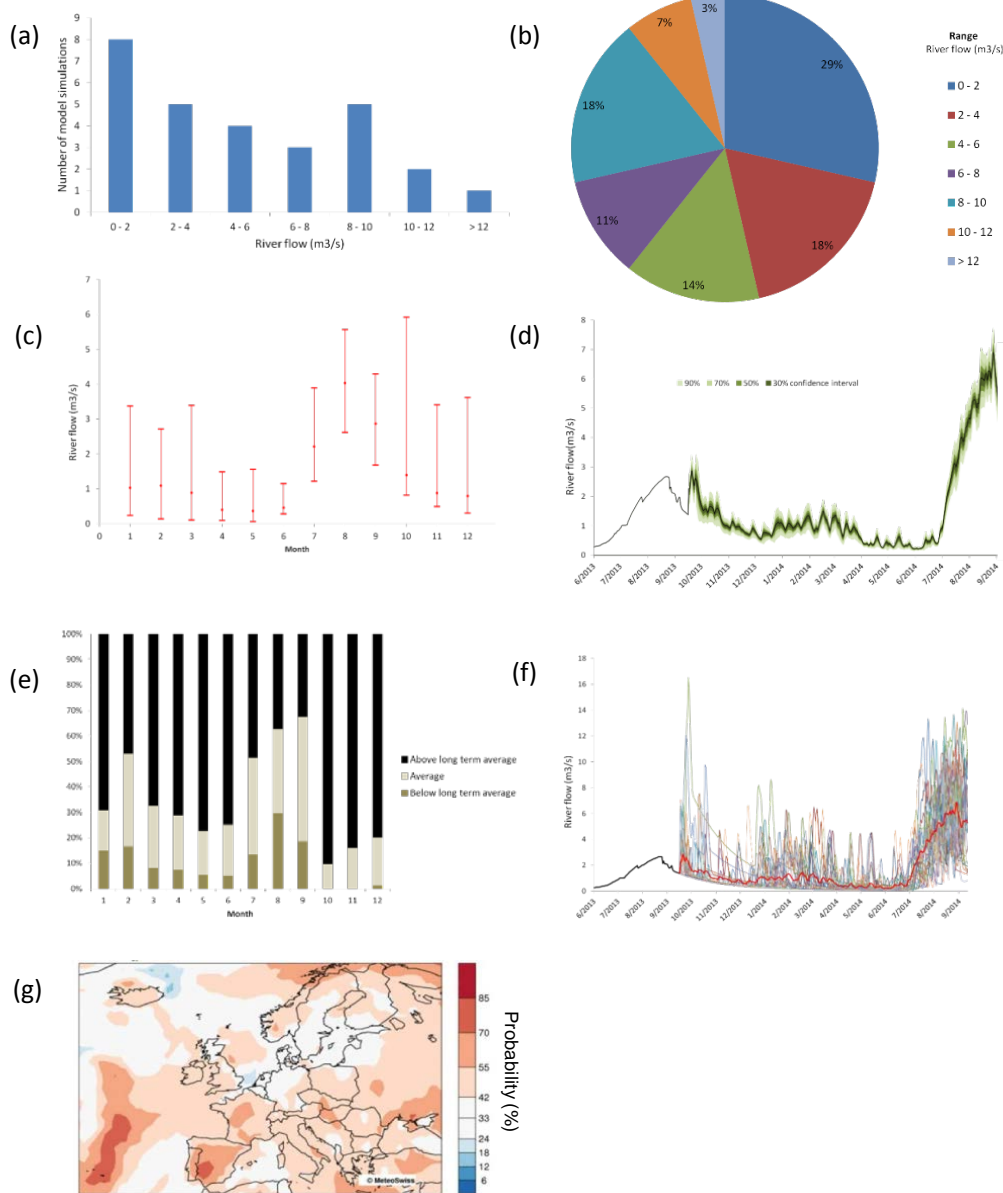 (a)
Number of model simulations
9
8
7
6
5
4
3
2
1
0
0 - 2 2 - 4 4 - 6 6 - 8 8 - 10 10 - 12 > 12
River flow (m3/s)
(b)
3%
7%
29%
18%
11%
14%
18%
Range
River flow (m3/s)
0 - 2
2 - 4
4 - 6
6 - 8
8 - 10
10 - 12
> 12
(c)
River flow (m3/s)
7
6
5
4
3
2
1
0
0 1 2 3 4 5 6 7 8 9 10 11 12
Month
(d)
River flow(m3/s)
8
7
6
5
4
3
2
1
0
90% 70% 50% 30% confidence interval
6/2013 7/2013 8/2013 9/2013 10/2013 11/2013 12/2013 1/2014 2/2014 3/2014 4/2014 5/2014 6/2014 7/2014 8/2014 9/2014
(e)
100%
90%
80%
70%
60%
50%
40%
30%
20%
10%
0%
1 2 3 4 5 6 7 8 9 10 11 12
Month
Above long term average
Average
Below long term average
(f)
River flow (m3/s)
18
16
14
12
10
8
6
4
2
0
6/2013 7/2013 8/2013 9/2013 10/2013 11/2013 12/2013 1/2014 2/2014 3/2014 4/2014 5/2014 6/2014 7/2014 8/2014 9/2014
(g)
85
70
55
42
33
24
18
12
6
Probability (%)
© MeteoSwiss